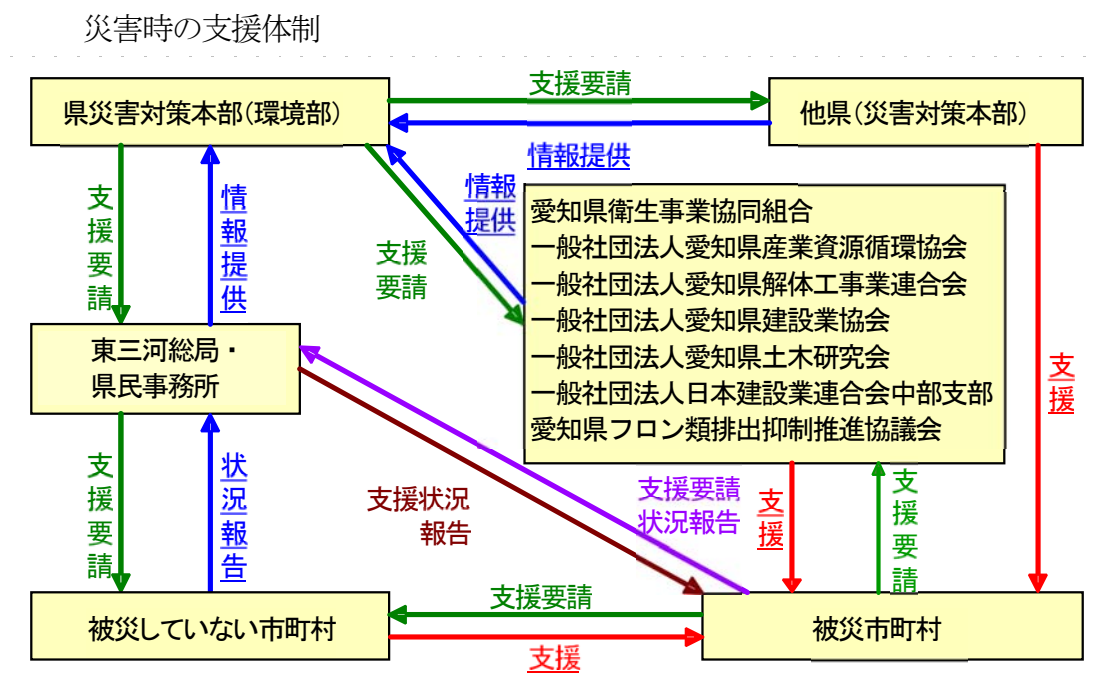 災害時の支援体制
支援要請
県災害対策本部(環境部)
他県(災害対策本部)
情報提供
支援要請
情報提供
支援
要請
情報
提供
愛知県衛生事業協同組合
一般社団法人愛知県産業資源循環協会
一般社団法人愛知県解体工事業連合会
一般社団法人愛知県建設業協会
一般社団法人愛知県土木研究会
一般社団法人日本建設業連合会中部支部
愛知県フロン類排出抑制推進協議会
支援
東三河総局・
県民事務所
支援要請
状況報告
支援状況
報告
支援要請
状況報告
支援
支援要請
支援要請
被災していない市町村
被災市町村
支援